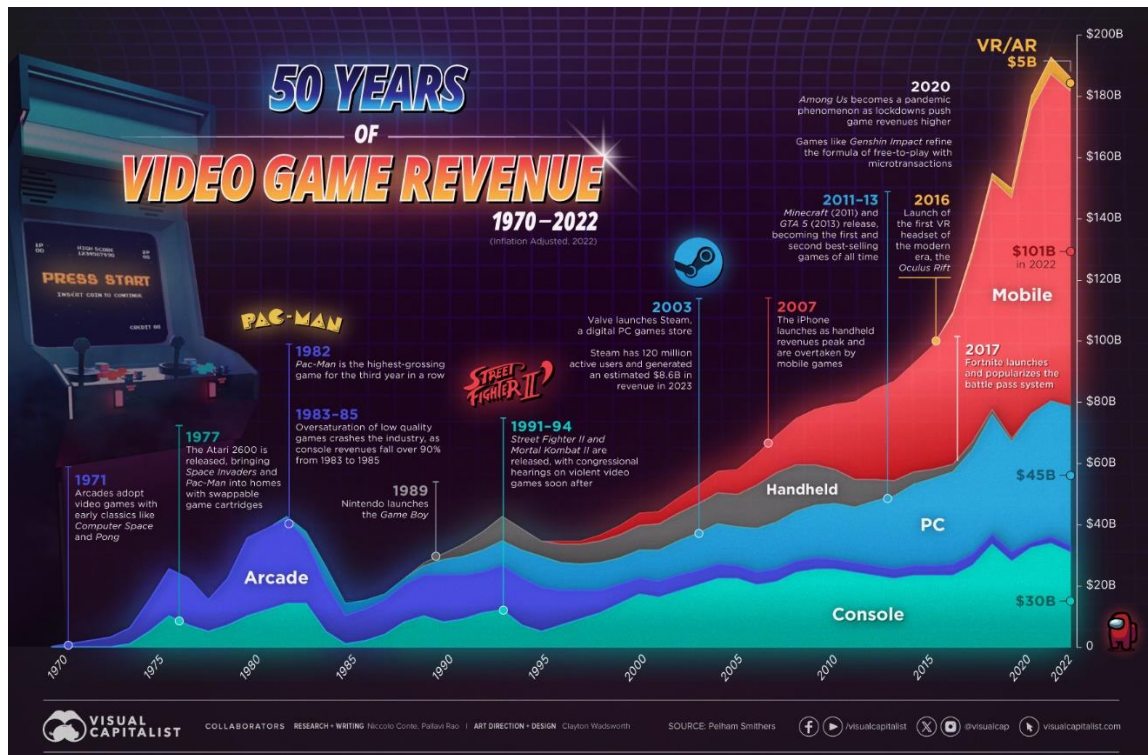 50 YEARS
OF
VIDEO GAME REVENUE
1970–2022
(Inflation Adjusted, 2022)
HIGH SCORE
PRESS START
INSERT COIN TO CONTINUE
CREDIT 00
PAC-MAN
STREET
FIGHTER II'
1971
Arcades adopt
video games with
early classics like
Computer Space
and Pong
1977
The Atari 2600 is
released, bringing
Space Invaders and
Pac-Man into homes
with swappable
game cartridges
1982
Pac-Man is the highest-grossing
game for the third year in a row
1983–85
Oversaturation of low quality
games crashes the industry, as
console revenues fall over 90%
from 1983 to 1985
1989
Nintendo launches
the Game Boy
1991–94
Street Fighter II and
Mortal Kombat II are
released, with congressional
hearings on violent video
games soon after
2003
Valve launches Steam,
a digital PC games store
Steam has 120 million
active users and generated
an estimated $8.6B in
revenue in 2023
2007
The iPhone
launches as handheld
revenues peak and
are overtaken by
mobile games
2011–13
Minecraft (2011) and
GTA 5 (2013) release,
becoming the first and
second best-selling
games of all time
2016
Launch of
the first VR
headset of
the modern
era, the
Oculus Rift
2017
Fortnite launches
and popularizes the
battle pass system
2020
Among Us becomes a pandemic
phenomenon as lockdowns push
game revenues higher
Games like Genshin Impact refine
the formula of free-to-play with
microtransactions
VR/AR
$5B
$101B
in 2022
Mobile
Handheld
PC
$45B
Arcade
Console
$30B
$200B
$180B
$160B
$140B
$120B
$100B
$80B
$60B
$40B
$20B
0
1970
1975
1980
1985
1990
1995
2000
2005
2010
2015
2020
2022
VISUAL
CAPITALIST
COLLABORATORS RESEARCH + WRITING Niccolo Conte, Pallavi Rao | ART DIRECTION + DESIGN Clayton Wadsworth
SOURCE: Pelham Smithers
/visualcapitalist
@visualcap
visualcapitalist.com